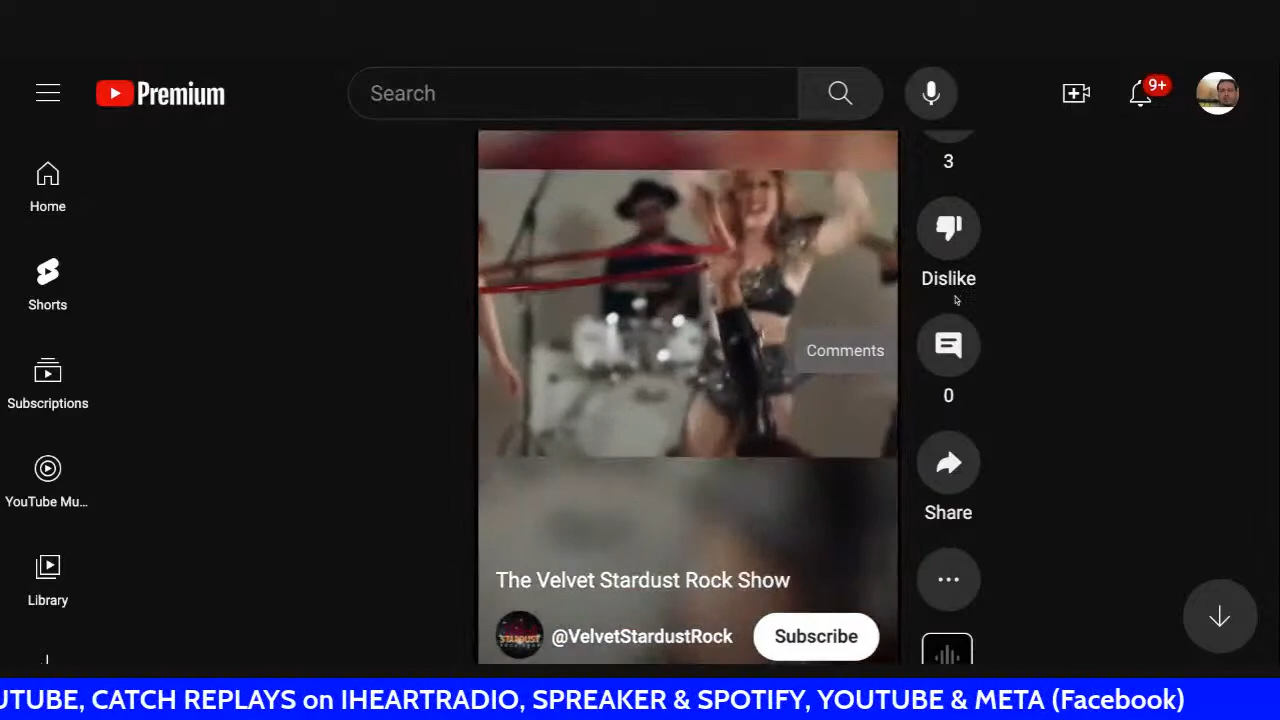 Premium
Search
9+
Home
Shorts
Subscriptions
YouTube Mu...
Library
3
Dislike
Comments
0
Share
The Velvet Stardust Rock Show
STARDUST
@VelvetStardustRock
Subscribe
UTUBE, CATCH REPLAYS on IHEARTRADIO, SPREAKER & SPOTIFY, YOUTUBE & META (Facebook)